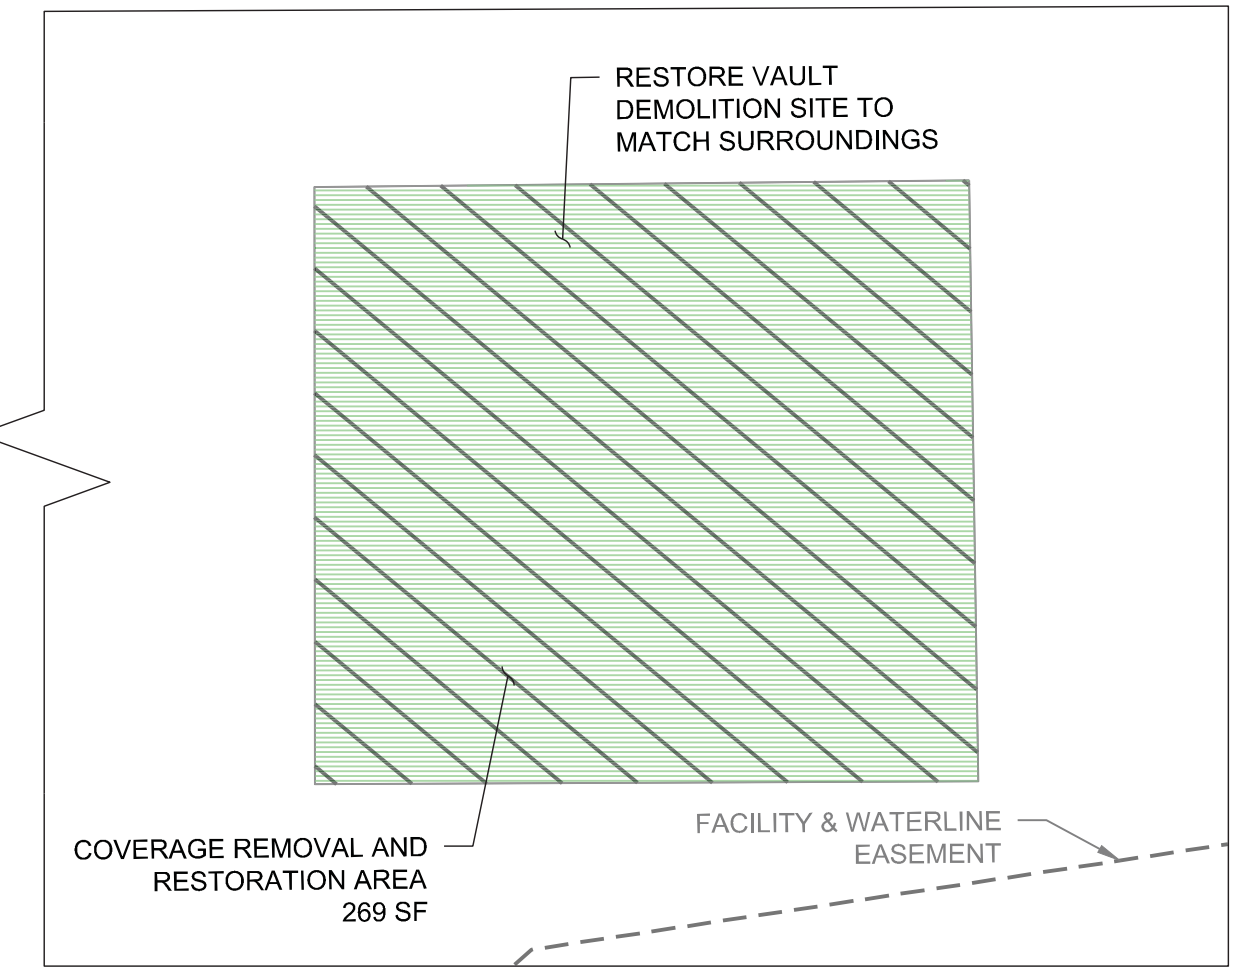 RESTORE VAULT
DEMOLITION SITE TO
MATCH SURROUNDINGS
COVERAGE REMOVAL AND
RESTORATION AREA
269 SF
FACILITY & WATERLINE
EASEMENT